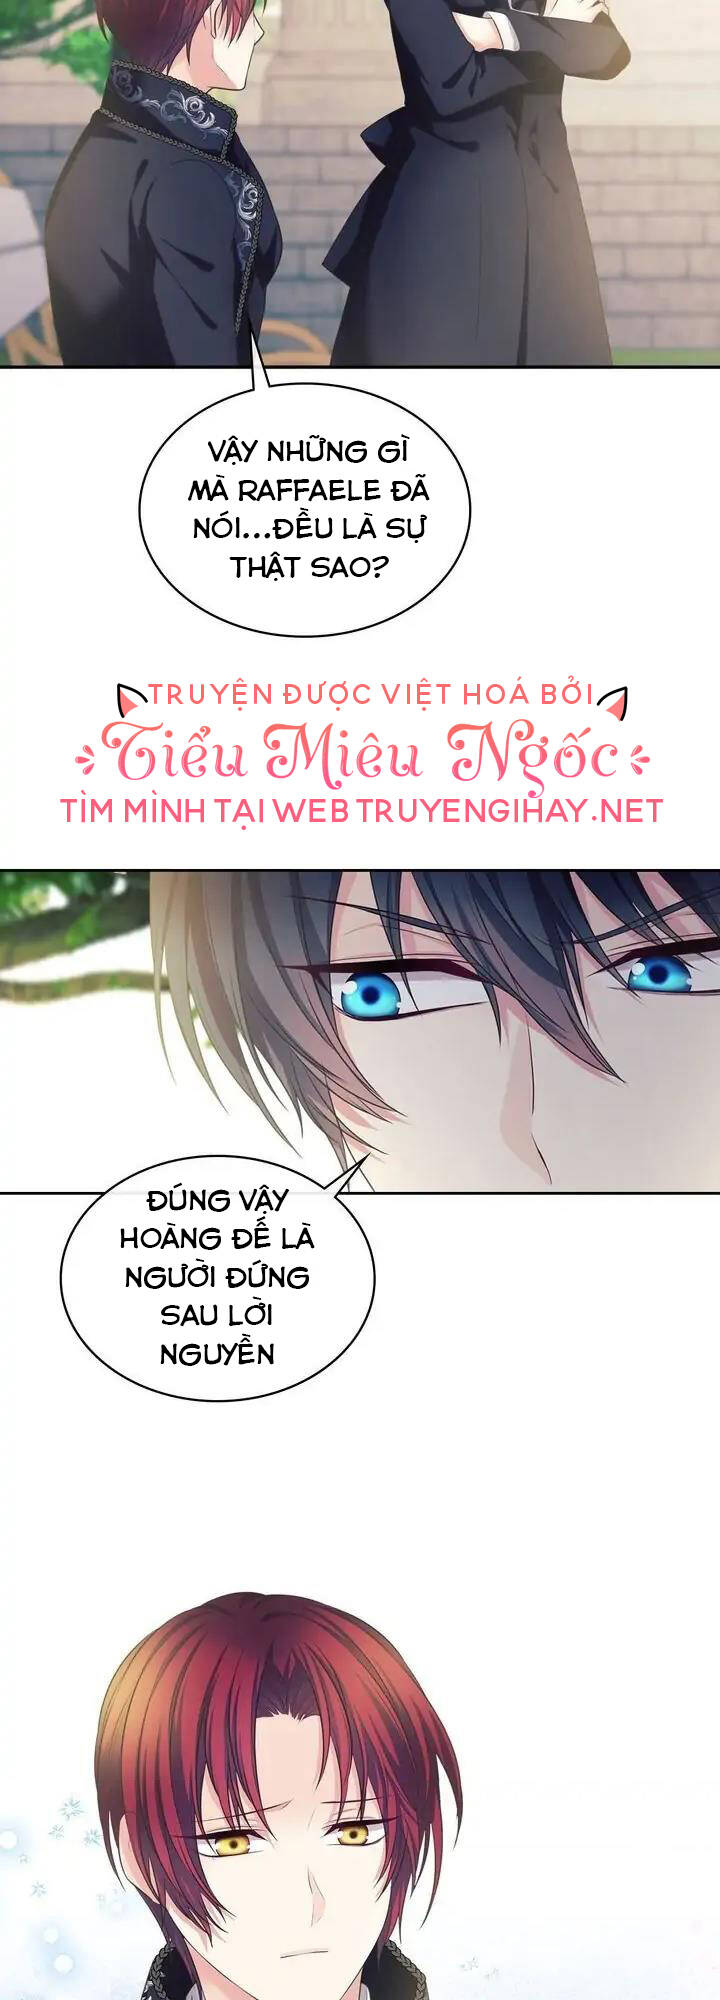 VẬY NHỮNG GÌ
MÀ RAFFAELE ĐÃ
NÓI...ĐỀU LÀ SỰ
THẬT SAO?
TRUYỆN ĐƯỢC VIỆT HOÁ BỞI
Tiểu Miêu Ngốc
TÌM MÌNH TẠI WEB TRUYENGIHAY.NET
ĐÚNG VẬY
HOÀNG ĐẾ LÀ
NGƯỜI ĐỨNG
SAU LỜI
NGUYỀN